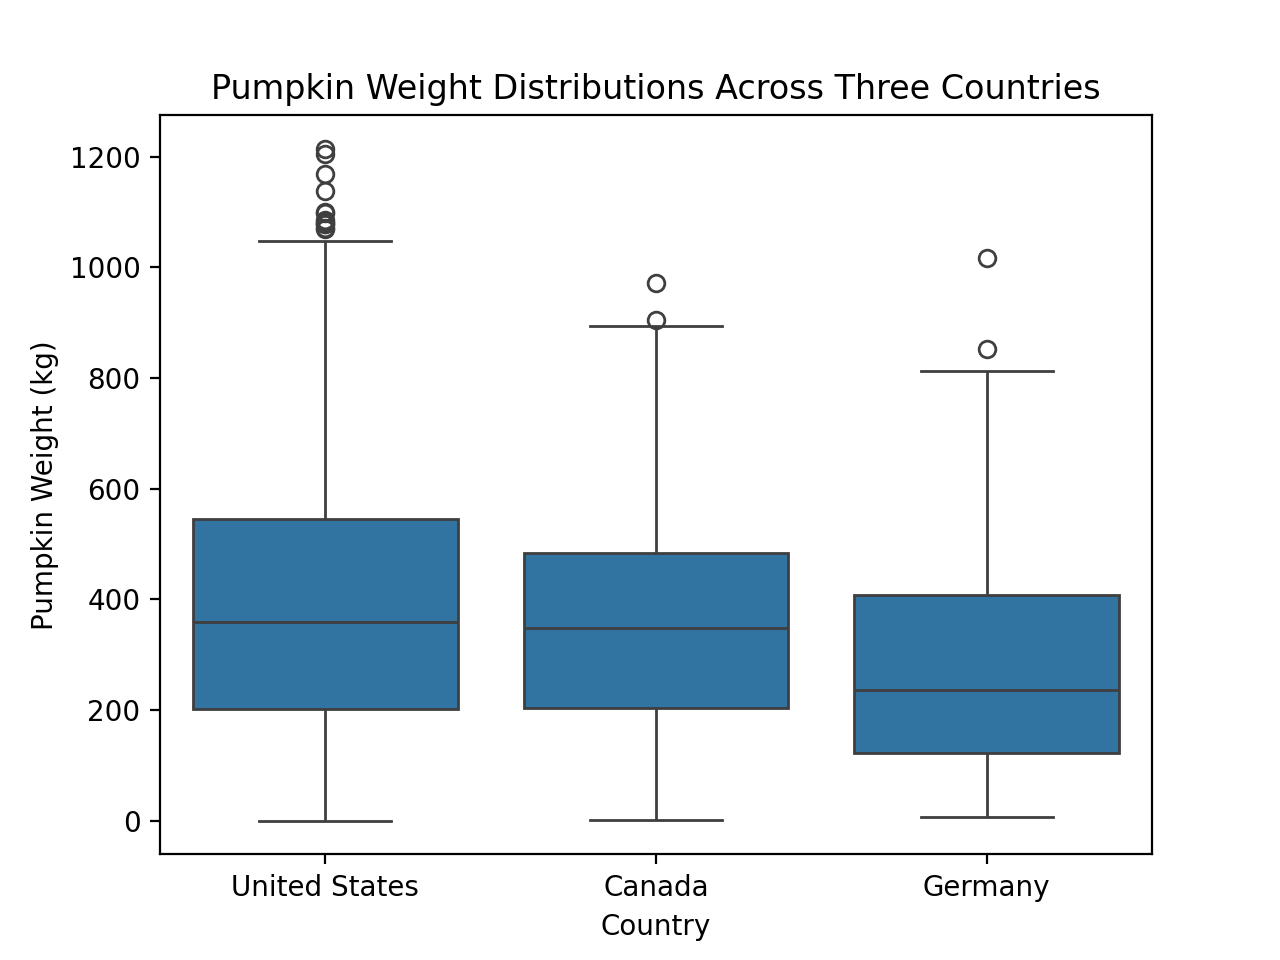 Pumpkin Weight Distributions Across Three Countries
Pumpkin Weight (kg)
1200
1000
800
600
400
200
0
United States Canada Germany
Country